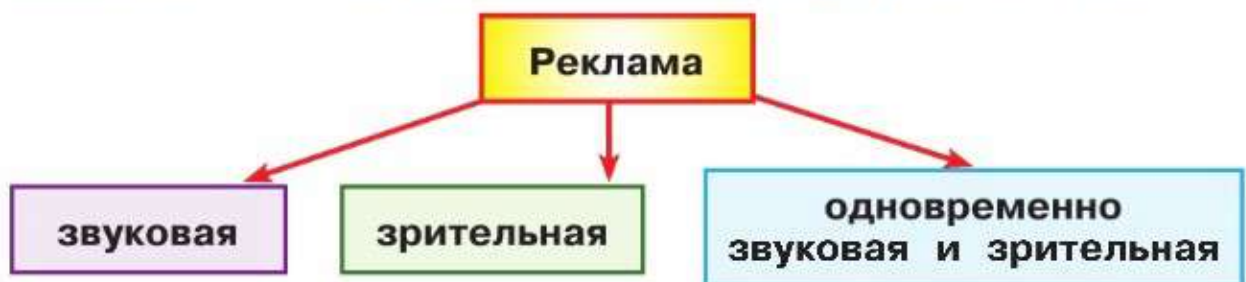 Реклама
звуковая
зрительная
одновременно
звуковая и зрительная